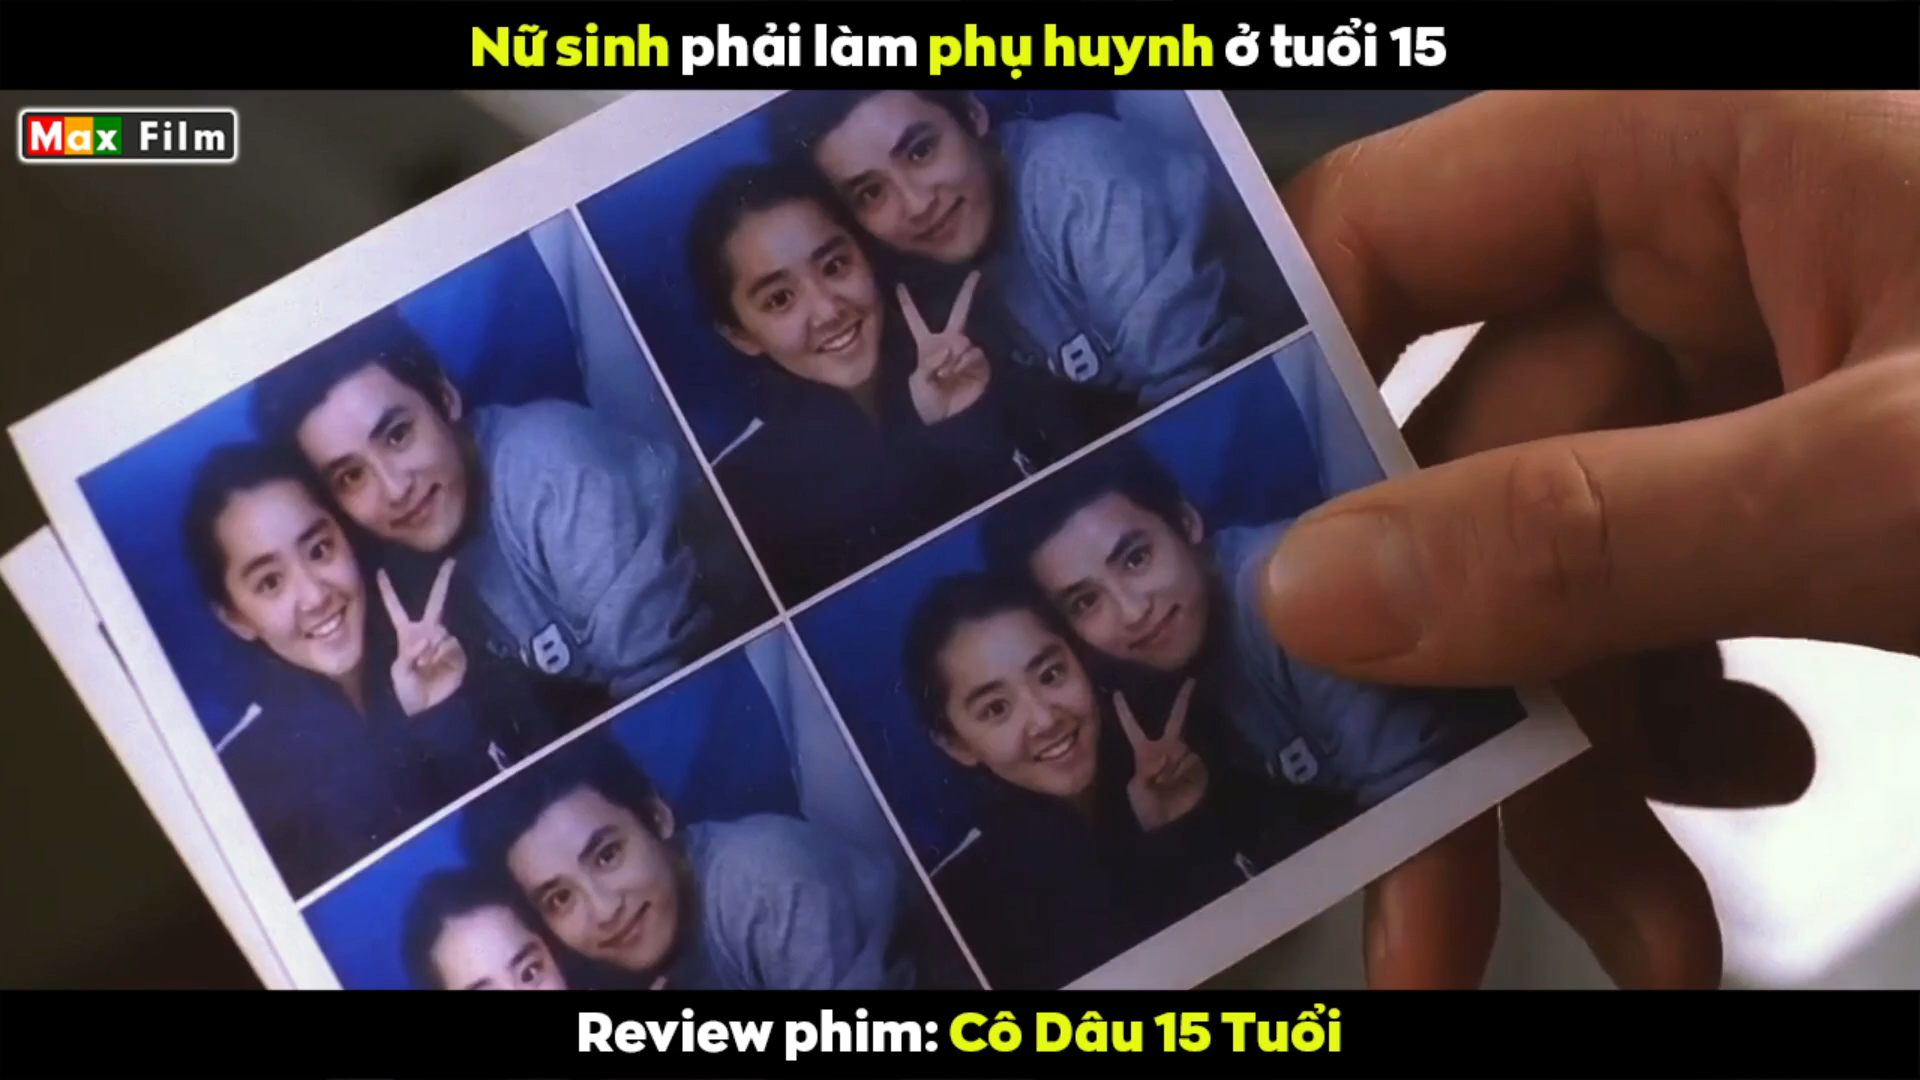 Nữ sinh phải làm phụ huynh ở tuổi 15
Max Film
B
B
B
Review phim: Cô Dâu 15 Tuổi